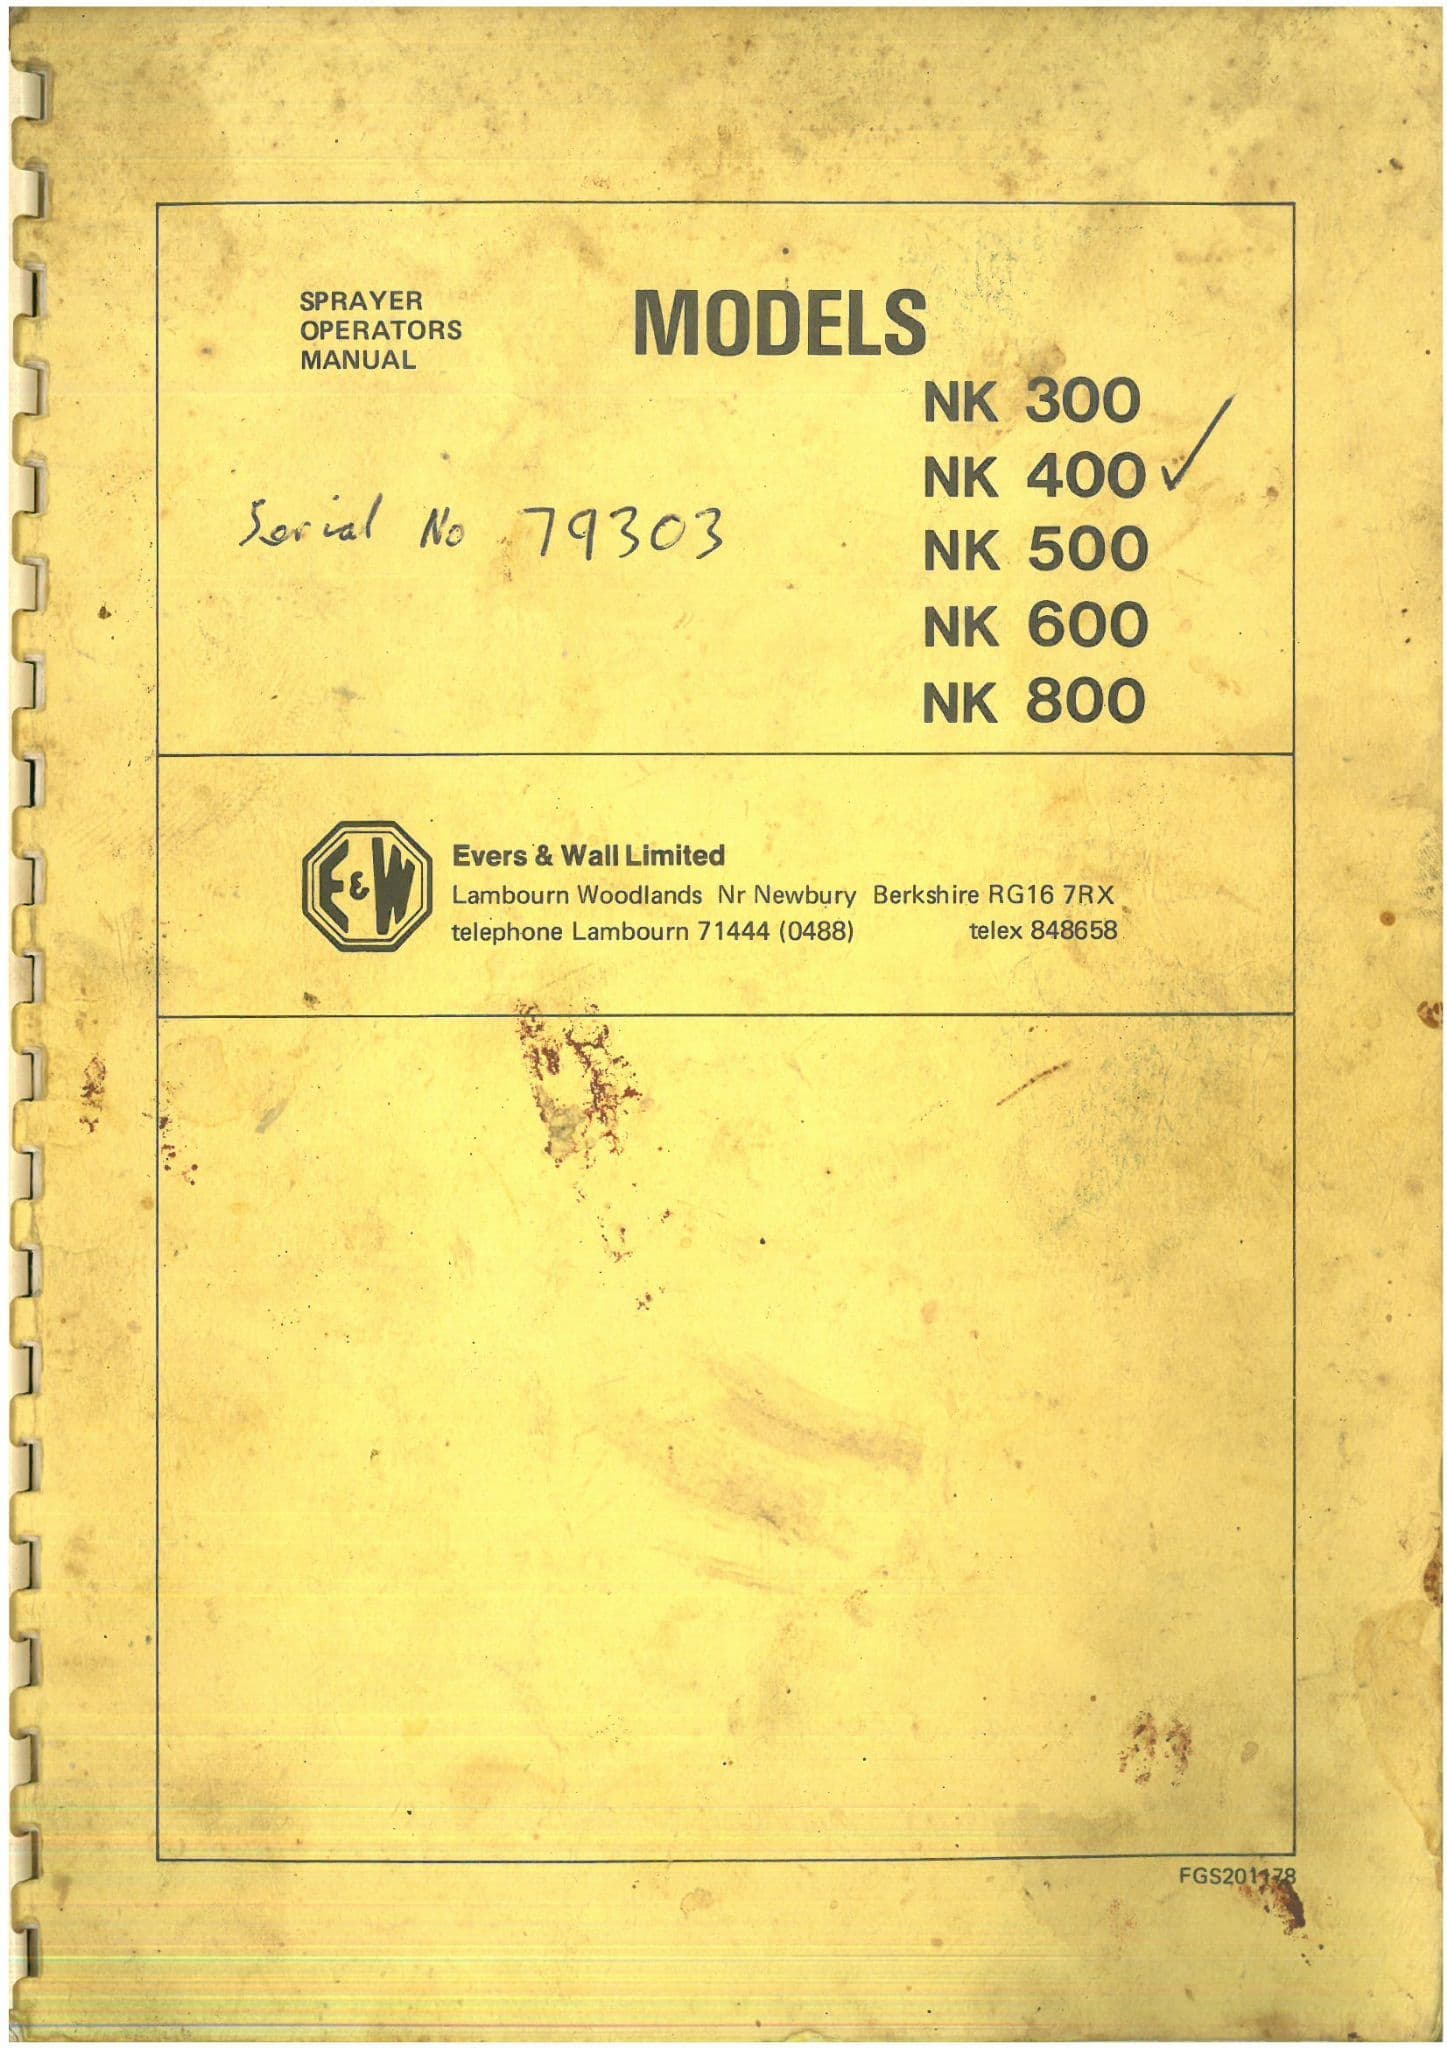 SPRAYER
OPERATORS
MANUAL
MODELS
NK 300
NK 400 ✓
NK 500
NK 600
NK 800
Serial No 79303
E&W
Evers & Wall Limited
Lambourn Woodlands Nr Newbury Berkshire RG16 7RX
telephone Lambourn 71444 (0488) telex 848658
FGS201178